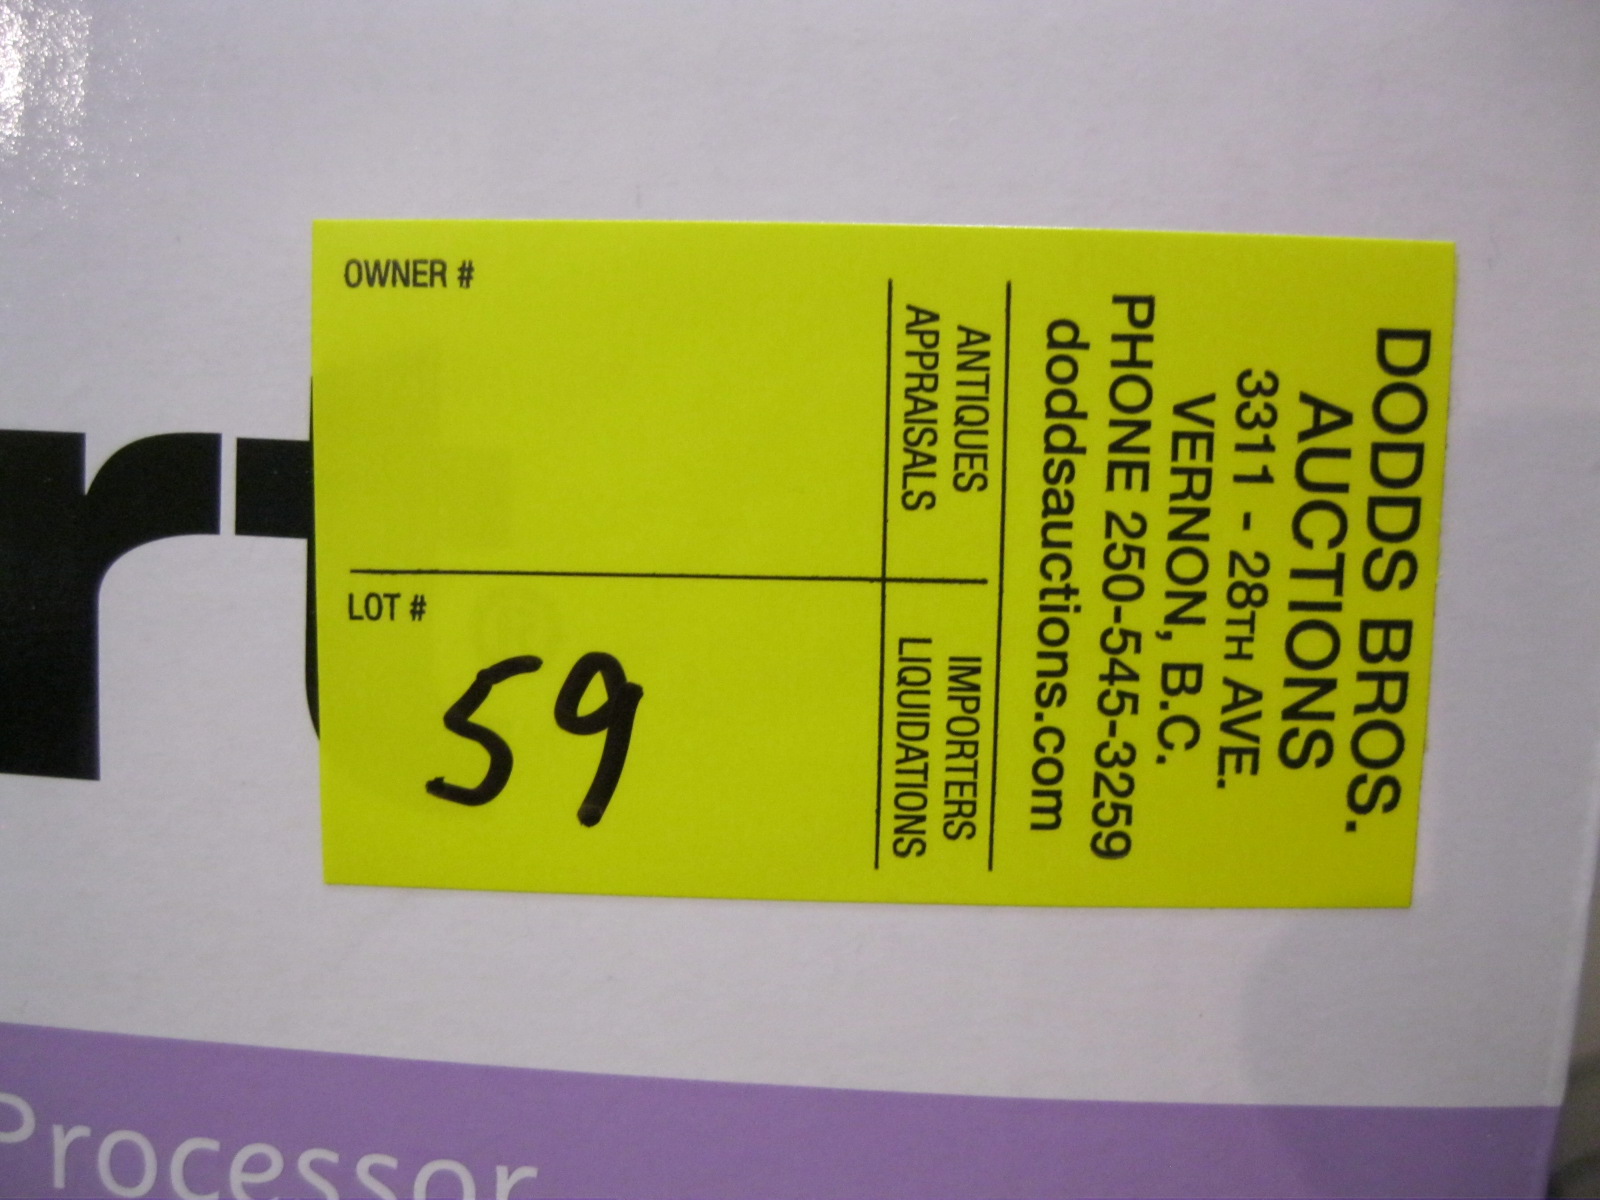 DODDS BROS.
AUCTIONS
3311 - 28TH AVE.
VERNON, B.C.
PHONE 250-545-3259
doddsauctions.com
ANTIQUES IMPORTERS
APPRAISALS LIQUIDATIONS
OWNER #
LOT #
59
rt
Processor